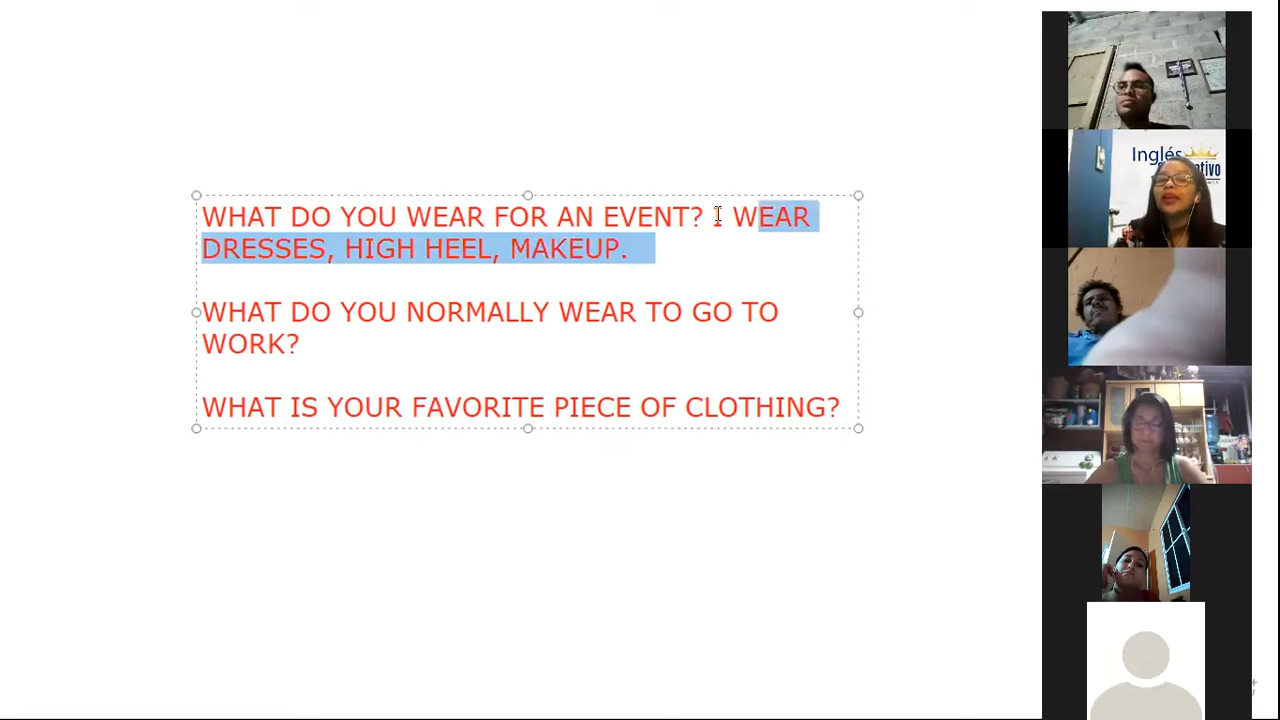 WHAT DO YOU WEAR FOR AN EVENT? I WEAR
DRESSES, HIGH HEEL, MAKEUP.
WHAT DO YOU NORMALLY WEAR TO GO TO
WORK?
WHAT IS YOUR FAVORITE PIECE OF CLOTHING?
Inglés